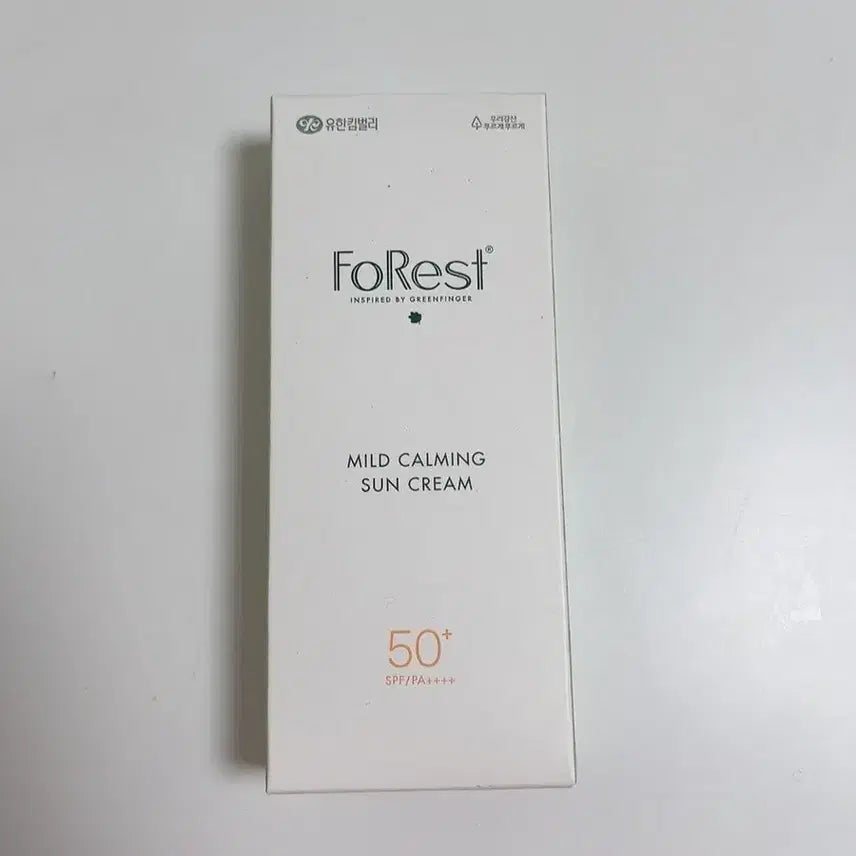 유한킴벌리
우리강산
푸르게 푸르게
FoRest®
INSPIRED BY GREENFINGER
MILD CALMING
SUN CREAM
50+
SPF/PA++++